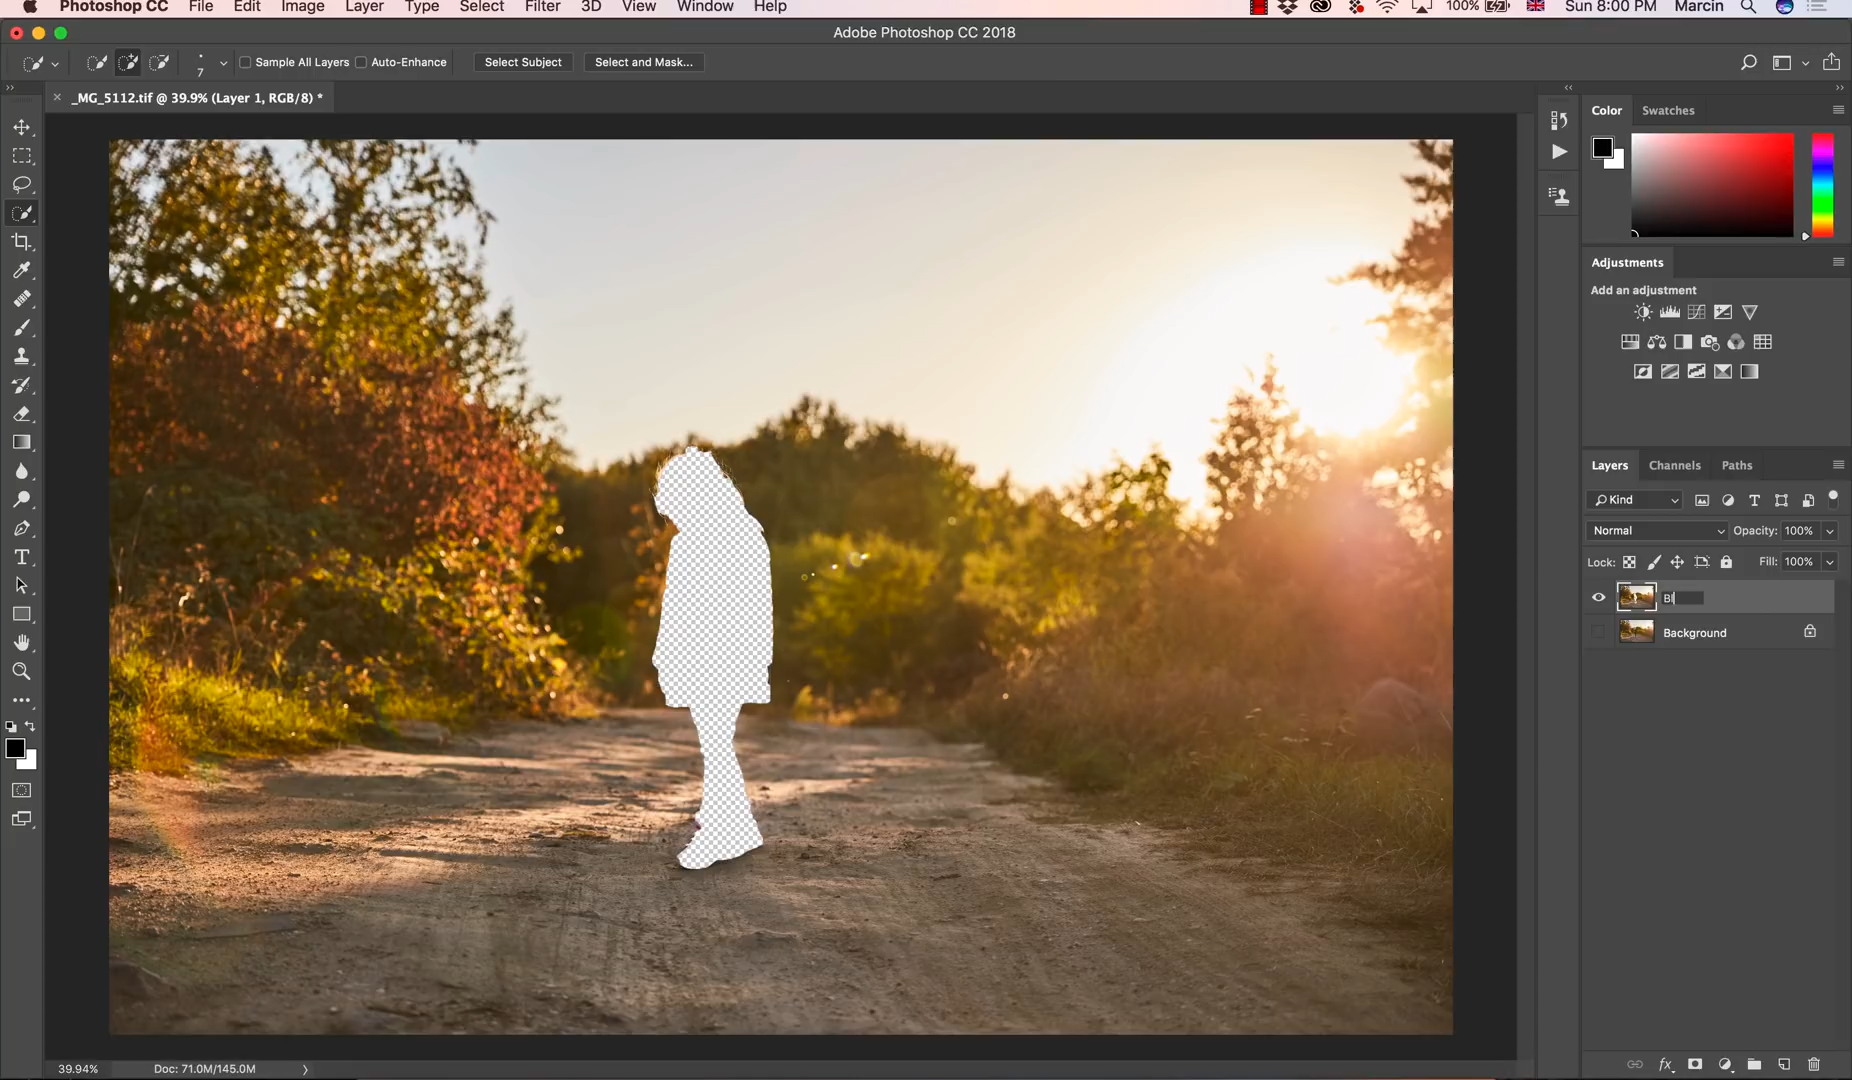 Photoshop CC File Edit Image Layer Type Select Filter 3D View Window Help 100% Sun 8:00 PM Marcin
Adobe Photoshop CC 2018
7 Sample All Layers Auto-Enhance Select Subject Select and Mask...
_MG_5112.tif @ 39.9% (Layer 1, RGB/8) *
Color Swatches
Adjustments
Add an adjustment
Layers Channels Paths
Kind
Normal Opacity: 100%
Lock: Fill: 100%
Bl
Background
39.94% Doc: 71.0M/145.0M